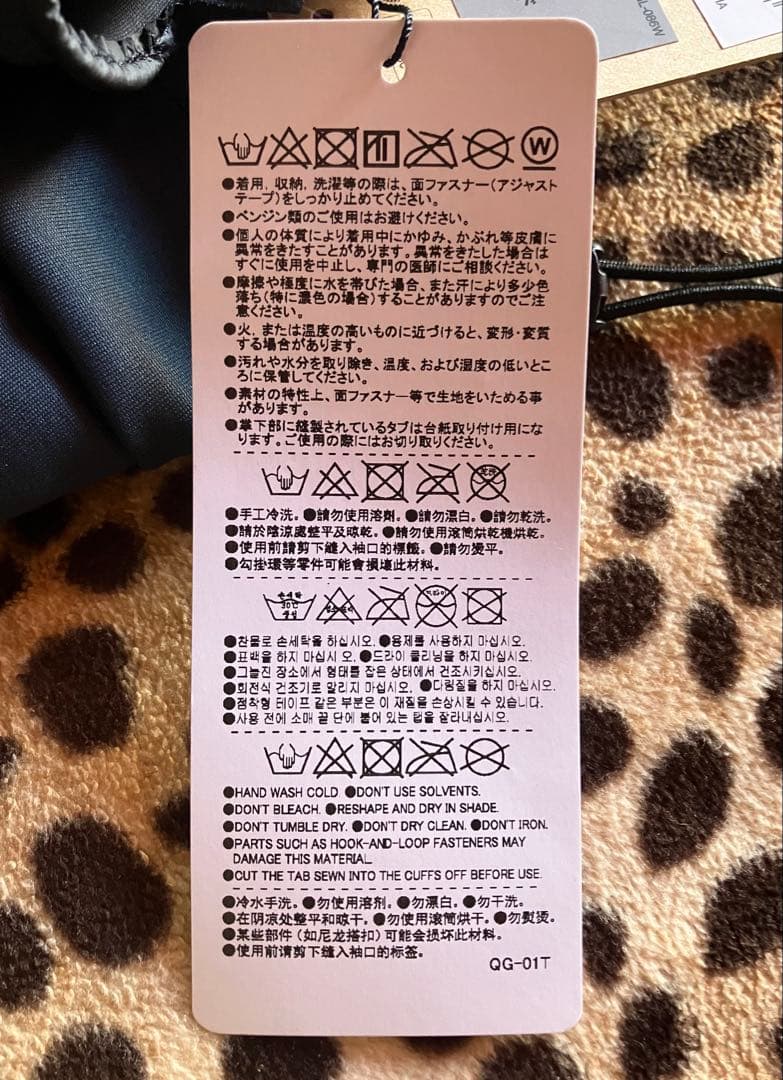 ド
IL-086W
1A
W
●着用、収納、洗濯等の際は、面ファスナー（アジャスト
テープ）をしっかり止めてください。
●ベンジン類のご使用はお避けください。
●個人の体質により着用中にかゆみ、かぶれ等皮膚に
異常をきたすことがあります。異常をきたした場合は
すぐに使用を中止し、専門の医師にご相談ください。
●摩擦や極度に水を帯びた場合、また汗により多少色
落ち（特に濃色の場合）することがありますのでご注
意ください。
●火、または温度の高いものに近づけると、変形・変質
する場合があります。
●汚れや水分を取り除き、温度、および湿度の低いとこ
ろに保管してください。
●素材の特性上、面ファスナー等で生地をいためる事
があります。
●掌下部に縫製されているタブは台紙取り付け用にな
ります。ご使用の際にはお切り取りください。
●手工冷洗。●請勿使用溶劑。●請勿漂白。●請勿乾洗。
●請於陰涼處整平及晾乾。●請勿使用滾筒烘乾機烘乾。
●使用前請剪下縫入袖口的標籤。●請勿燙平。
●勾掛環等零件可能會損壞此材料。
손세탁
30℃
중성
드라이
●찬물로 손세탁을 하십시오. ●용제를 사용하지 마십시오.
●표백을 하지 마십시 오. ●드라이 클리닝을 하지 마십시오.
●그늘진 장소에서 형태를 잡은 상태에서 건조시키십시오.
●회전식 건조기로 말리지 마십시오. ●다림질을 하지 마십시오.
●접착형 테이프 같은 부분은 이 재질을 손상시킬 수 있습니다.
●사용 전에 소매 끝 단에 붙어 있는 탭을 잘라내십시오.
●HAND WASH COLD ●DON'T USE SOLVENTS.
●DON'T BLEACH. ●RESHAPE AND DRY IN SHADE.
●DON'T TUMBLE DRY. ●DON'T DRY CLEAN. ●DON'T IRON.
●PARTS SUCH AS HOOK-AND-LOOP FASTENERS MAY
DAMAGE THIS MATERIAL.
●CUT THE TAB SEWN INTO THE CUFFS OFF BEFORE USE.
●冷水手洗。●勿使用溶剂。●勿漂白。●勿干洗。
●在阴凉处整平和晾干。●勿使用滚筒烘干。●勿熨烫。
●某些部件（如尼龙搭扣）可能会损坏此材料。
●使用前请剪下缝入袖口的标签。
QG-01T